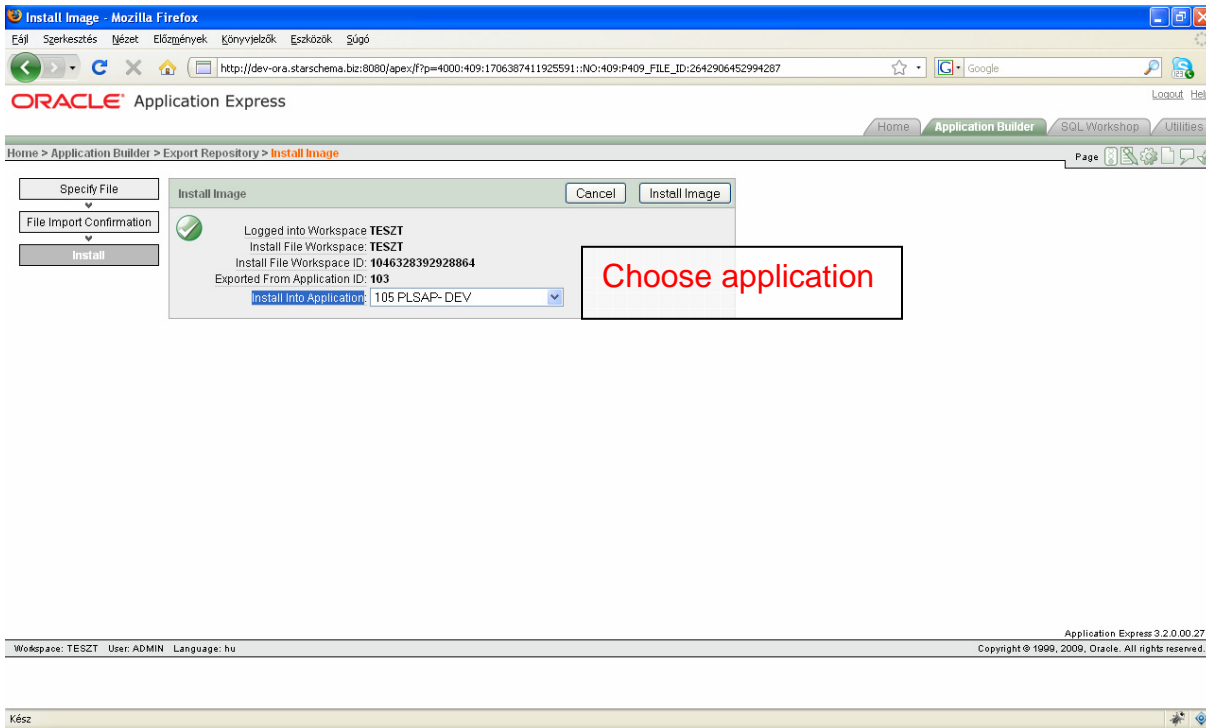 Install Image - Mozilla Firefox
Fájl Szerkesztés Nézet Előzmények Könyvjelzők Eszközök Súgó
http://dev-ora.starschema.biz:8080/apex/f?p=4000:409:1706387411925591::NO:409:P409_FILE_ID:2642906452994287
Google
ORACLE Application Express
Logout Hel
Home Application Builder SQL Workshop Utilities
Home > Application Builder > Export Repository > Install Image
Page
Specify File
File Import Confirmation
Install
Install Image
Cancel
Install Image
Logged into Workspace TESZT
Install File Workspace: TESZT
Install File Workspace ID: 1046328392928864
Exported From Application ID: 103
Install Into Application: 105 PLSAP- DEV
Choose application
Application Express 3.2.0.00.27
Workspace: TESZT User: ADMIN Language: hu
Copyright © 1999, 2009, Oracle. All rights reserved.
Kész